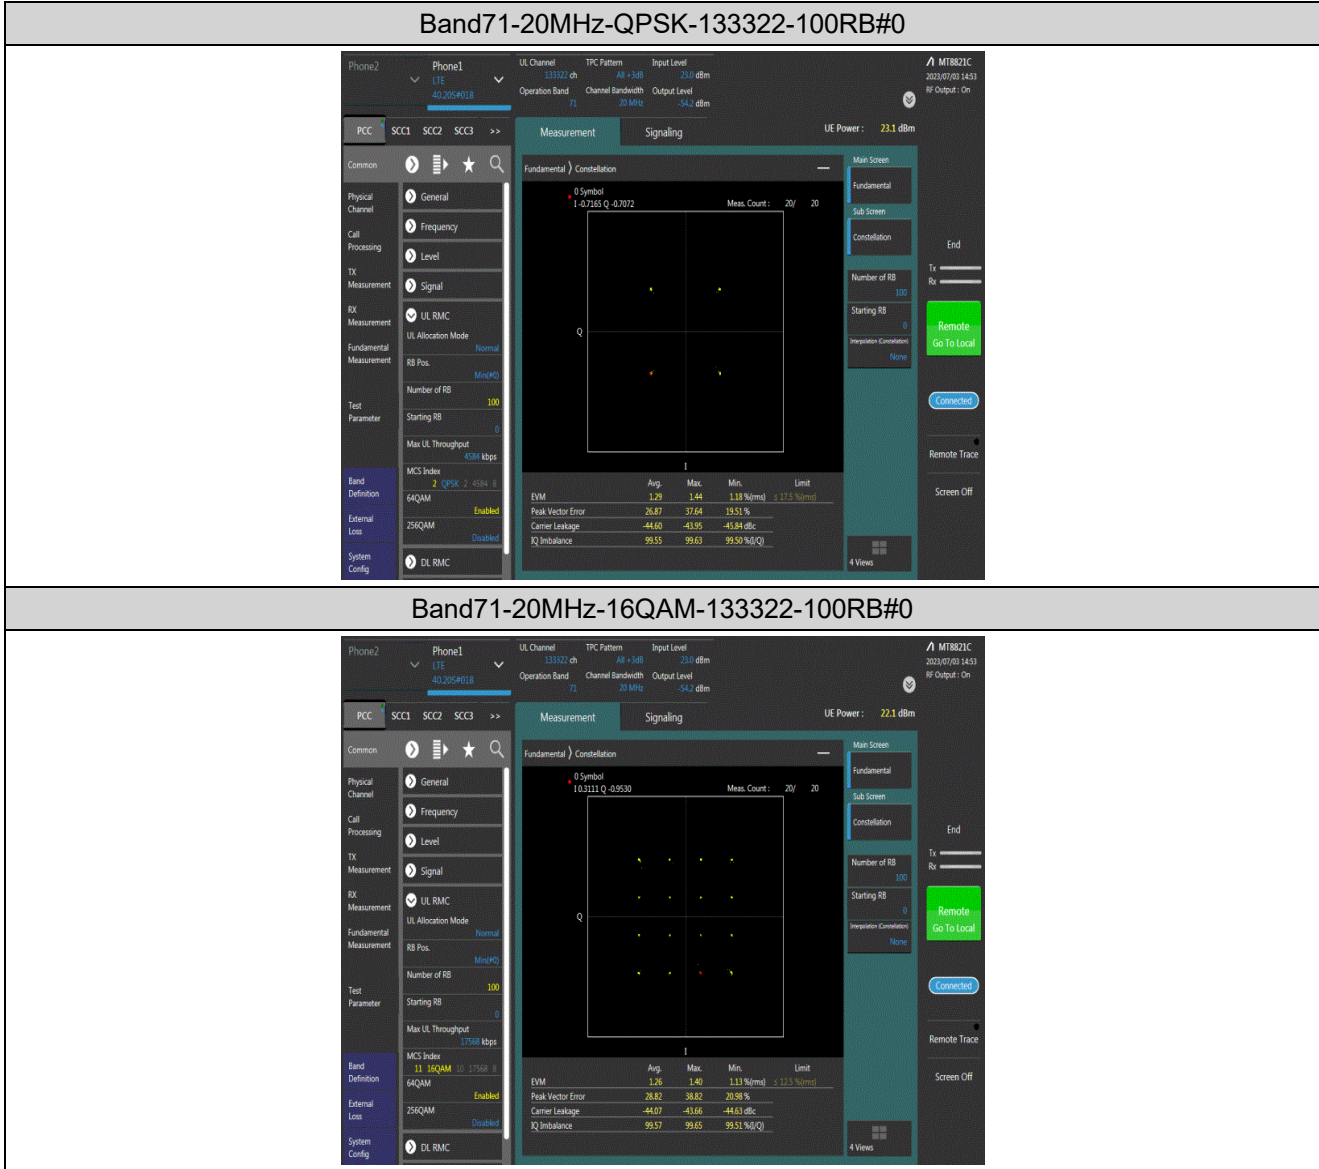 Band71-20MHz-QPSK-133322-100RB#0
Phone2
Phone1
LTE
40.20S#018
UL Channel
133322 ch
TPC Pattern
All +3dB
Input Level
23.0 dBm
Operation Band
71
Channel Bandwidth
20 MHz
Output Level
-54.2 dBm
MT8821C
2023/07/03 14:53
RF Output : On
PCC SCC1 SCC2 SCC3 >>
Measurement
Signaling
UE Power : 23.1 dBm
Common
Physical
Channel
Call
Processing
TX
Measurement
RX
Measurement
Fundamental
Measurement
Test
Parameter
Band
Definition
External
Loss
System
Config
General
Frequency
Level
Signal
UL RMC
UL Allocation Mode
Normal
RB Pos.
Min(#0)
Number of RB
100
Starting RB
0
Max UL Throughput
4584 kbps
MCS Index
2 QPSK 2 4584 8
64QAM
Enabled
256QAM
Disabled
DL RMC
Fundamental 〉 Constellation
0 Symbol
I -0.7165 Q -0.7072
Meas. Count : 20/ 20
Q
I
Avg. Max. Min. Limit
EVM 1.29 1.44 1.18 %(rms) ≤ 17.5 %(rms)
Peak Vector Error 26.87 37.64 19.51 %
Carrier Leakage -44.60 -43.95 -45.84 dBc
IQ Imbalance 99.55 99.63 99.50 %(I/Q)
Main Screen
Fundamental
Sub Screen
Constellation
Number of RB
100
Starting RB
0
Interpolation (Constellation)
None
4 Views
End
Tx
Rx
Remote
Go To Local
Connected
Remote Trace
Screen Off
Band71-20MHz-16QAM-133322-100RB#0
Phone2
Phone1
LTE
40.20S#018
UL Channel
133322 ch
TPC Pattern
All +3dB
Input Level
23.0 dBm
Operation Band
71
Channel Bandwidth
20 MHz
Output Level
-54.2 dBm
MT8821C
2023/07/03 14:53
RF Output : On
PCC SCC1 SCC2 SCC3 >>
Measurement
Signaling
UE Power : 22.1 dBm
Common
Physical
Channel
Call
Processing
TX
Measurement
RX
Measurement
Fundamental
Measurement
Test
Parameter
Band
Definition
External
Loss
System
Config
General
Frequency
Level
Signal
UL RMC
UL Allocation Mode
Normal
RB Pos.
Min(#0)
Number of RB
100
Starting RB
0
Max UL Throughput
17568 kbps
MCS Index
11 16QAM 10 17568 8
64QAM
Enabled
256QAM
Disabled
DL RMC
Fundamental 〉 Constellation
0 Symbol
I 0.3111 Q -0.9530
Meas. Count : 20/ 20
Q
I
Avg. Max. Min. Limit
EVM 1.26 1.40 1.13 %(rms) ≤ 12.5 %(rms)
Peak Vector Error 28.82 38.82 20.98 %
Carrier Leakage -44.07 -43.66 -44.63 dBc
IQ Imbalance 99.57 99.65 99.51 %(I/Q)
Main Screen
Fundamental
Sub Screen
Constellation
Number of RB
100
Starting RB
0
Interpolation (Constellation)
None
4 Views
End
Tx
Rx
Remote
Go To Local
Connected
Remote Trace
Screen Off